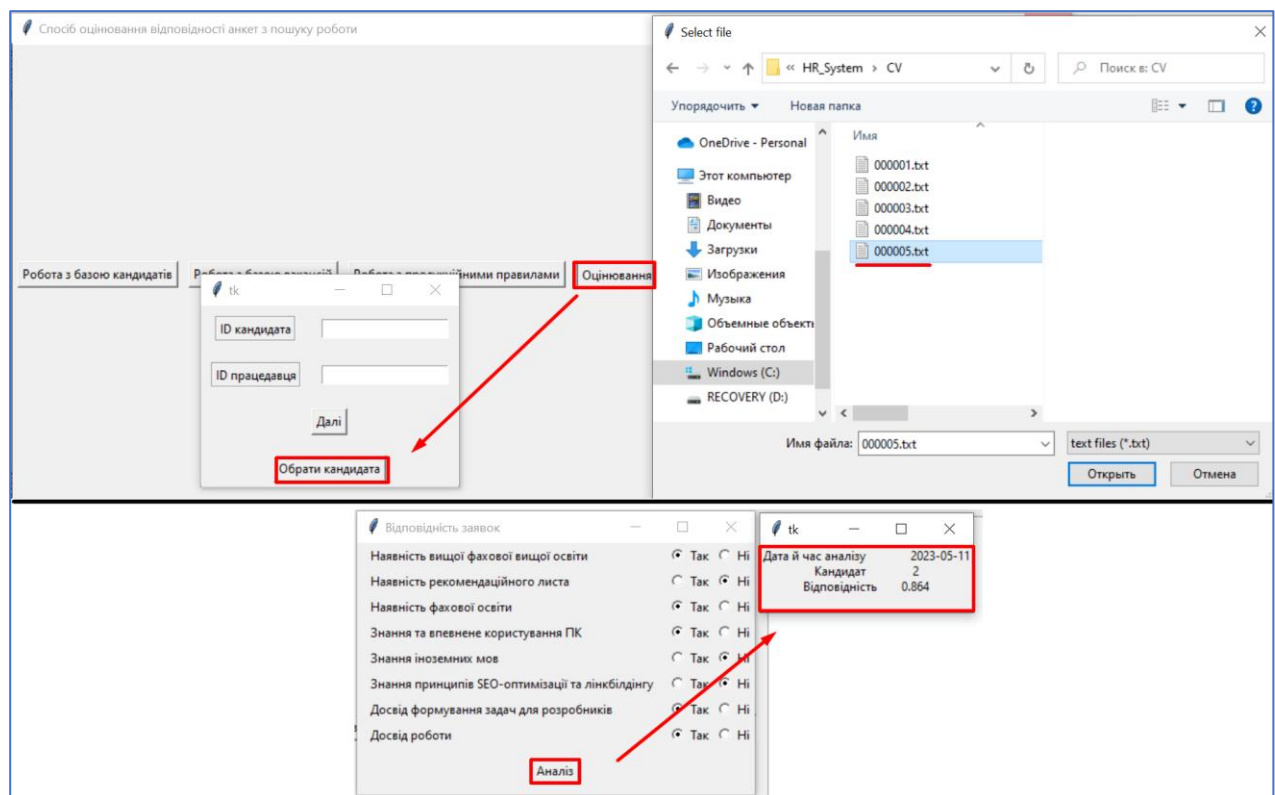 Спосіб оцінювання відповідності анкет з пошуку роботи
Робота з базою кандидатів
правилами
Оцінювання
tk
ID кандидата
ID працедавця
Далі
Обрати кандидата
Select file
« HR_System › CV
Поиск в: CV
Упорядочить
Новая папка
OneDrive - Personal
Этот компьютер
Видео
Документы
Загрузки
Изображения
Музыка
Объемные объекты
Рабочий стол
Windows (C:)
RECOVERY (D:)
Имя
000001.txt
000002.txt
000003.txt
000004.txt
000005.txt
Имя файла: 000005.txt
text files (*.txt)
Открыть Отмена
Відповідність заявок
Наявність вищої фахової вищої освіти Так Ні
Наявність рекомендаційного листа Так Ні
Наявність фахової освіти Так Ні
Знання та впевнене користування ПК Так Ні
Знання іноземних мов Так Ні
Знання принципів SEO-оптимізації та лінкбілдінгу Так Ні
Досвід формування задач для розробників Так Ні
Досвід роботи Так Ні
Аналіз
tk
Дата й час аналізу 2023-05-11
Кандидат 2
Відповідність 0.864